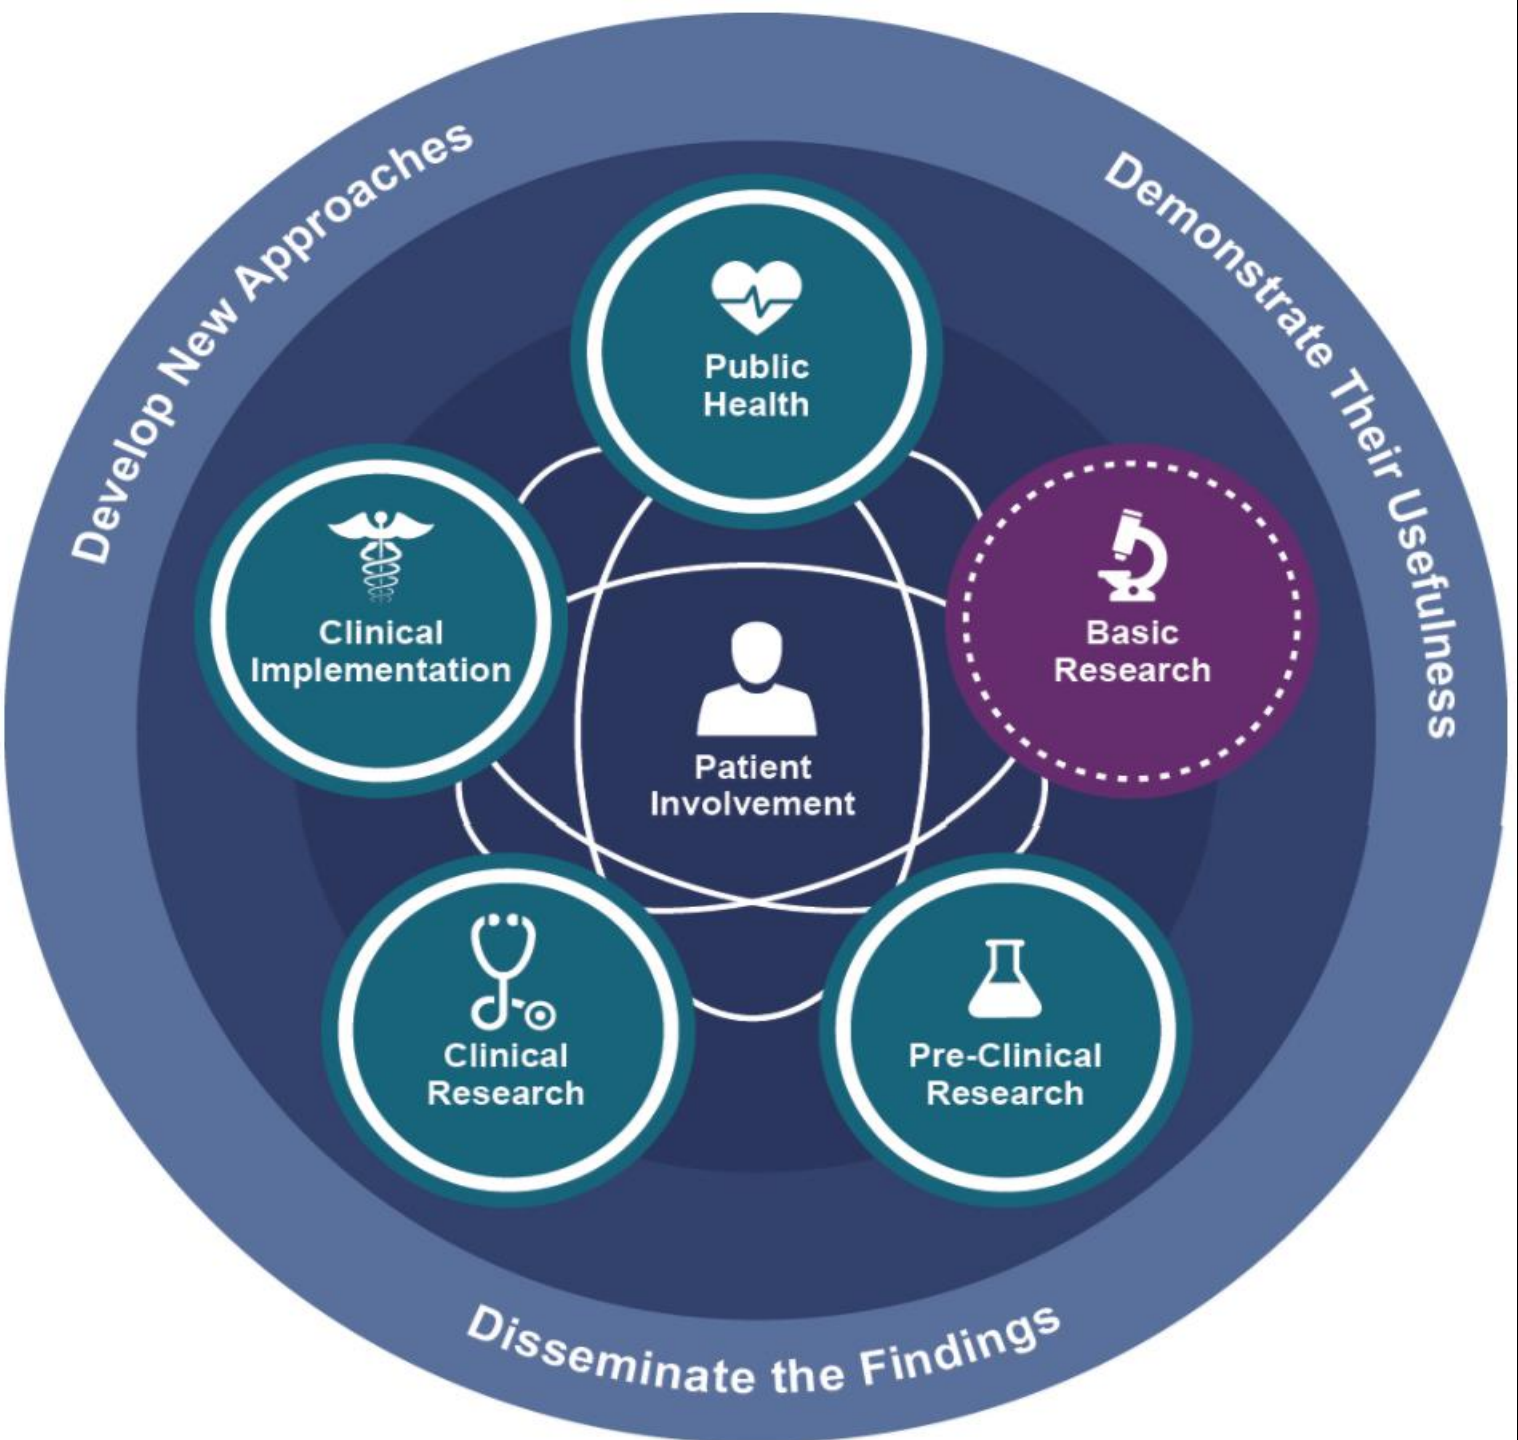 Develop New Approaches
Demonstrate Their Usefulness
Public
Health
Clinical
Implementation
Basic
Research
Patient
Involvement
Clinical
Research
Pre-Clinical
Research
Disseminate the Findings